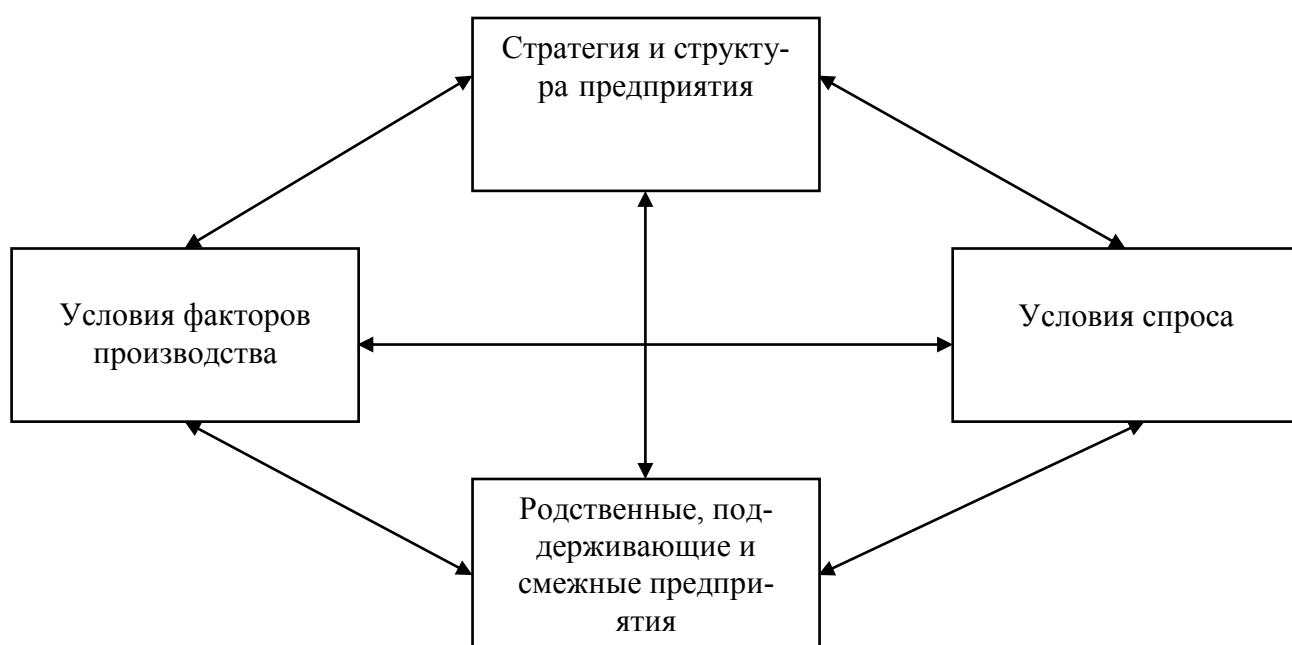 Стратегия и структу-
ра предприятия
Условия факторов
производства
Условия спроса
Родственные, под-
держивающие и
смежные предпри-
ятия